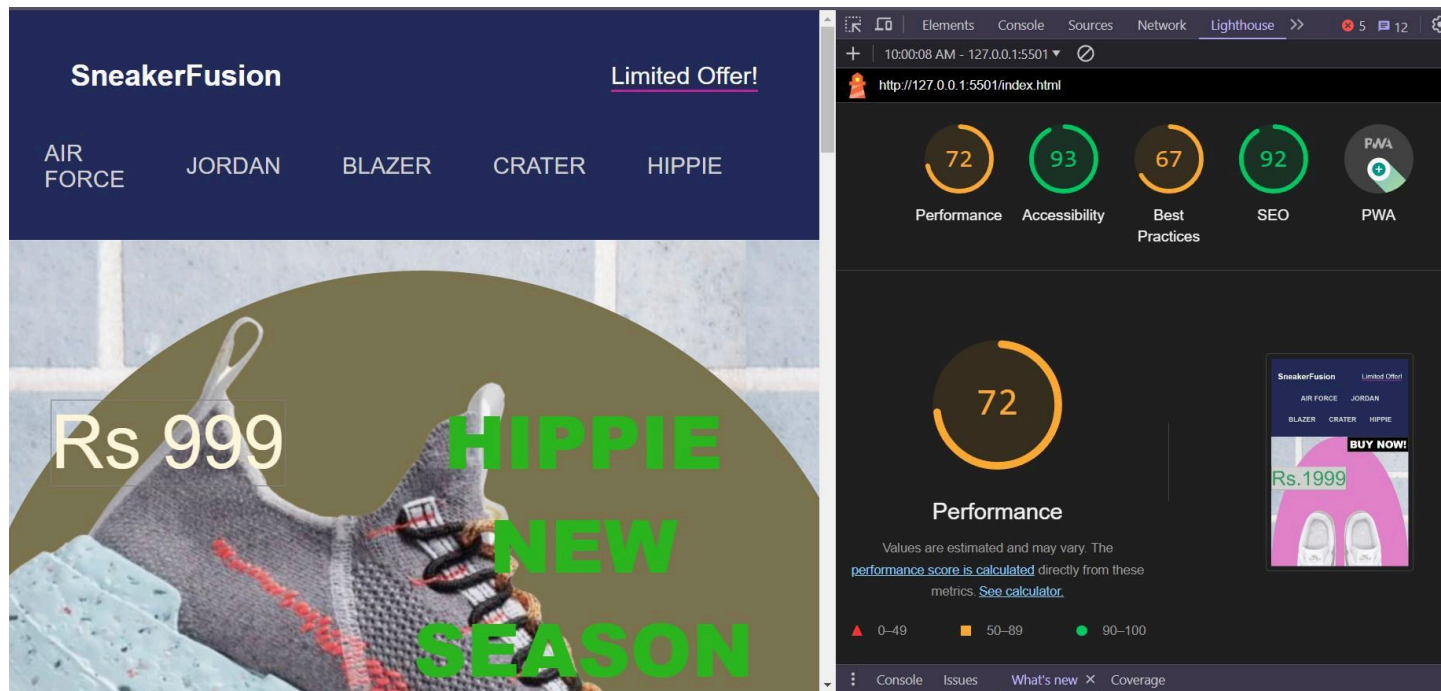 SneakerFusion
Limited Offer!
AIR
FORCE
JORDAN
BLAZER
CRATER
HIPPIE
Rs 999
HIPPIE
NEW
SEASON
Elements Console Sources Network Lighthouse 5 12
10:00:08 AM - 127.0.0.1:5501
http://127.0.0.1:5501/index.html
72
93
67
92
PWA
Performance
Accessibility
Best
Practices
SEO
PWA
72
Performance
Values are estimated and may vary. The
performance score is calculated directly from these
metrics. See calculator.
0–49
50–89
90–100
SneakerFusion Limited Offer!
AIR FORCE JORDAN
BLAZER CRATER HIPPIE
BUY NOW!
Rs.1999
Console Issues What's new Coverage